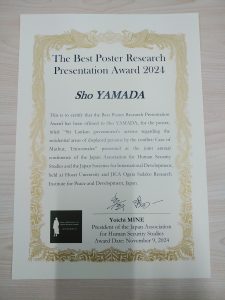 The Best Poster Research
Presentation Award 2024
Sho YAMADA
This is to certify that the Best Poster Research Presentation
Award has been offered to Sho YAMADA, for the poster,
titled "Sri Lankan government's actions regarding the
residential areas of displaced persons by the conflict: Case of
Muttur, Trincomalee" presented at the joint annual
conference of the Japan Association for Human Security
Studies and the Japan Society for International Development
held at Hosei University and JICA Ogata Sadako Research
Institute for Peace and Development, Japan.
Yoichi MINE
President of the Japan Association
for Human Security Studies
Award Date: November 9, 2024